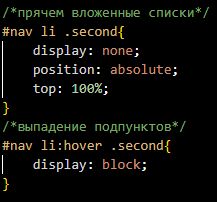 /*прячем вложенные списки*/
#nav li .second{
    display: none;
    position: absolute;
    top: 100%;
}
/*выпадение подпунктов*/
#nav li:hover .second{
    display: block;
}